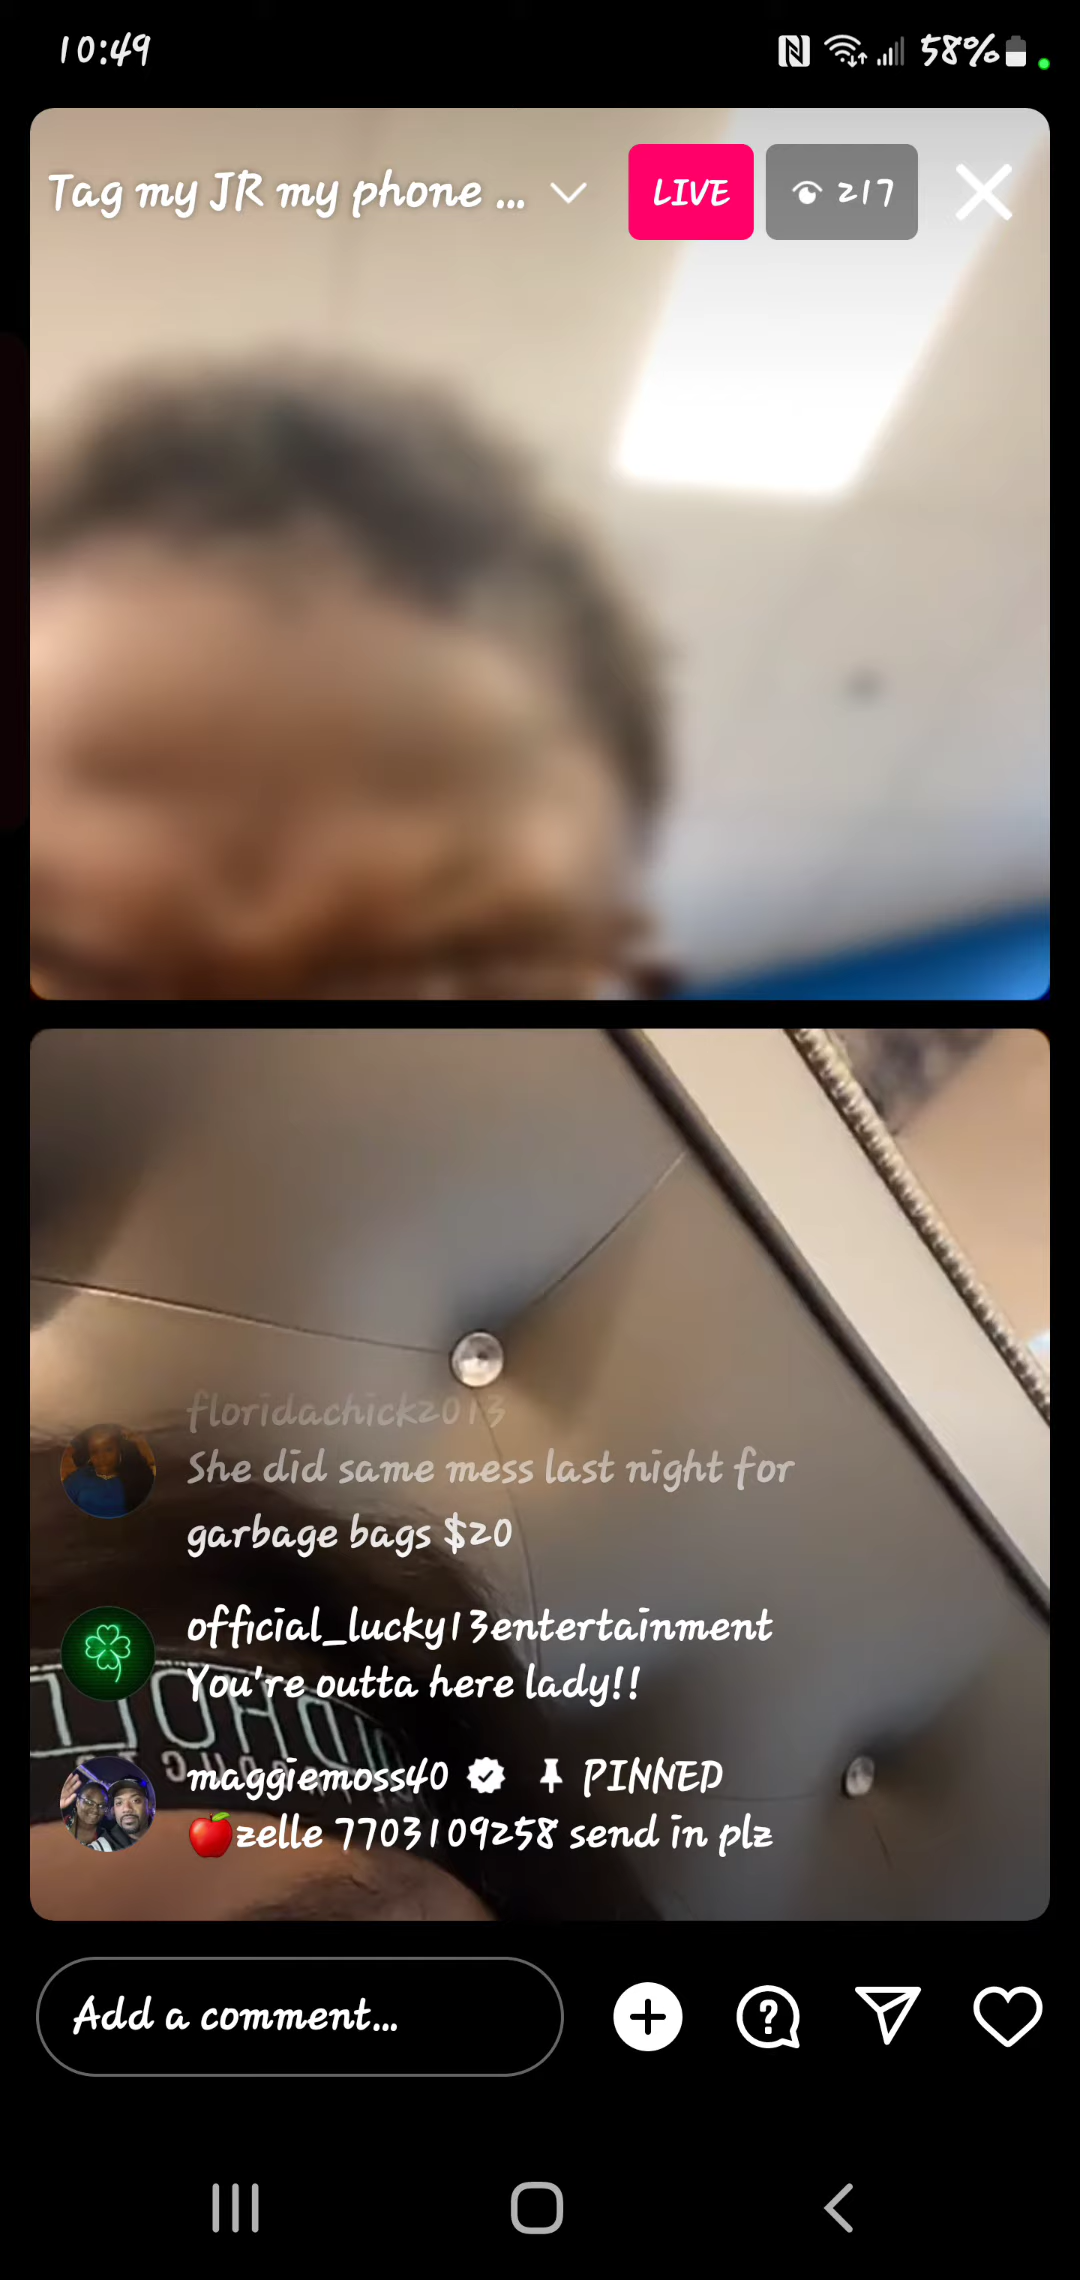 10:49
58%
Tag my JR my phone ...
LIVE
217
floridachick2013
She did same mess last night for
garbage bags $20
official_lucky13entertainment
You're outta here lady!!
maggiemoss40 PINNED
🍎zelle 7703109258 send in plz
Add a comment...